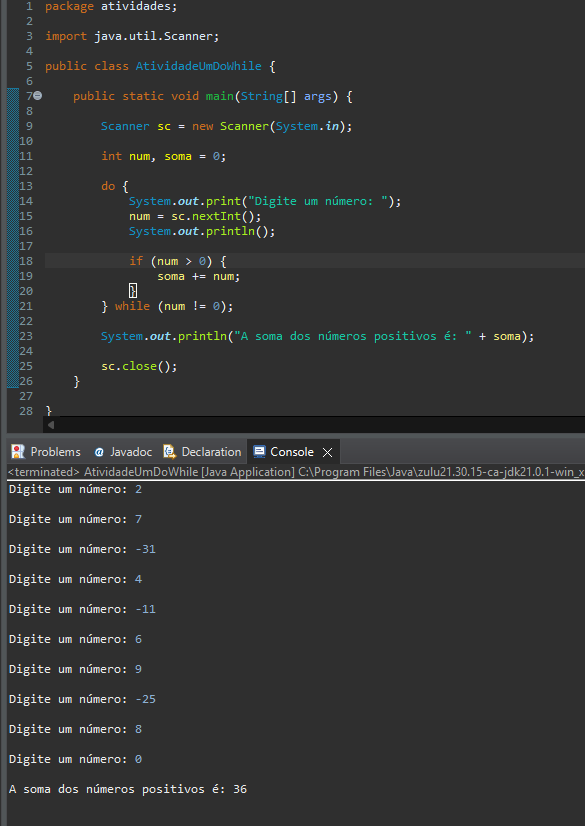 1 package atividades;
2
3 import java.util.Scanner;
4
5 public class AtividadeUmDoWhile {
6
7 public static void main(String[] args) {
8
9 Scanner sc = new Scanner(System.in);
10
11 int num, soma = 0;
12
13 do {
14 System.out.print("Digite um número: ");
15 num = sc.nextInt();
16 System.out.println();
17
18 if (num > 0) {
19 soma += num;
20 }
21 } while (num != 0);
22
23 System.out.println("A soma dos números positivos é: " + soma);
24
25 sc.close();
26 }
27
28 }
Problems @ Javadoc Declaration Console
<terminated> AtividadeUmDoWhile [Java Application] C:\Program Files\Java\zulu21.30.15-ca-jdk21.0.1-win_x
Digite um número: 2
Digite um número: 7
Digite um número: -31
Digite um número: 4
Digite um número: -11
Digite um número: 6
Digite um número: 9
Digite um número: -25
Digite um número: 8
Digite um número: 0
A soma dos números positivos é: 36